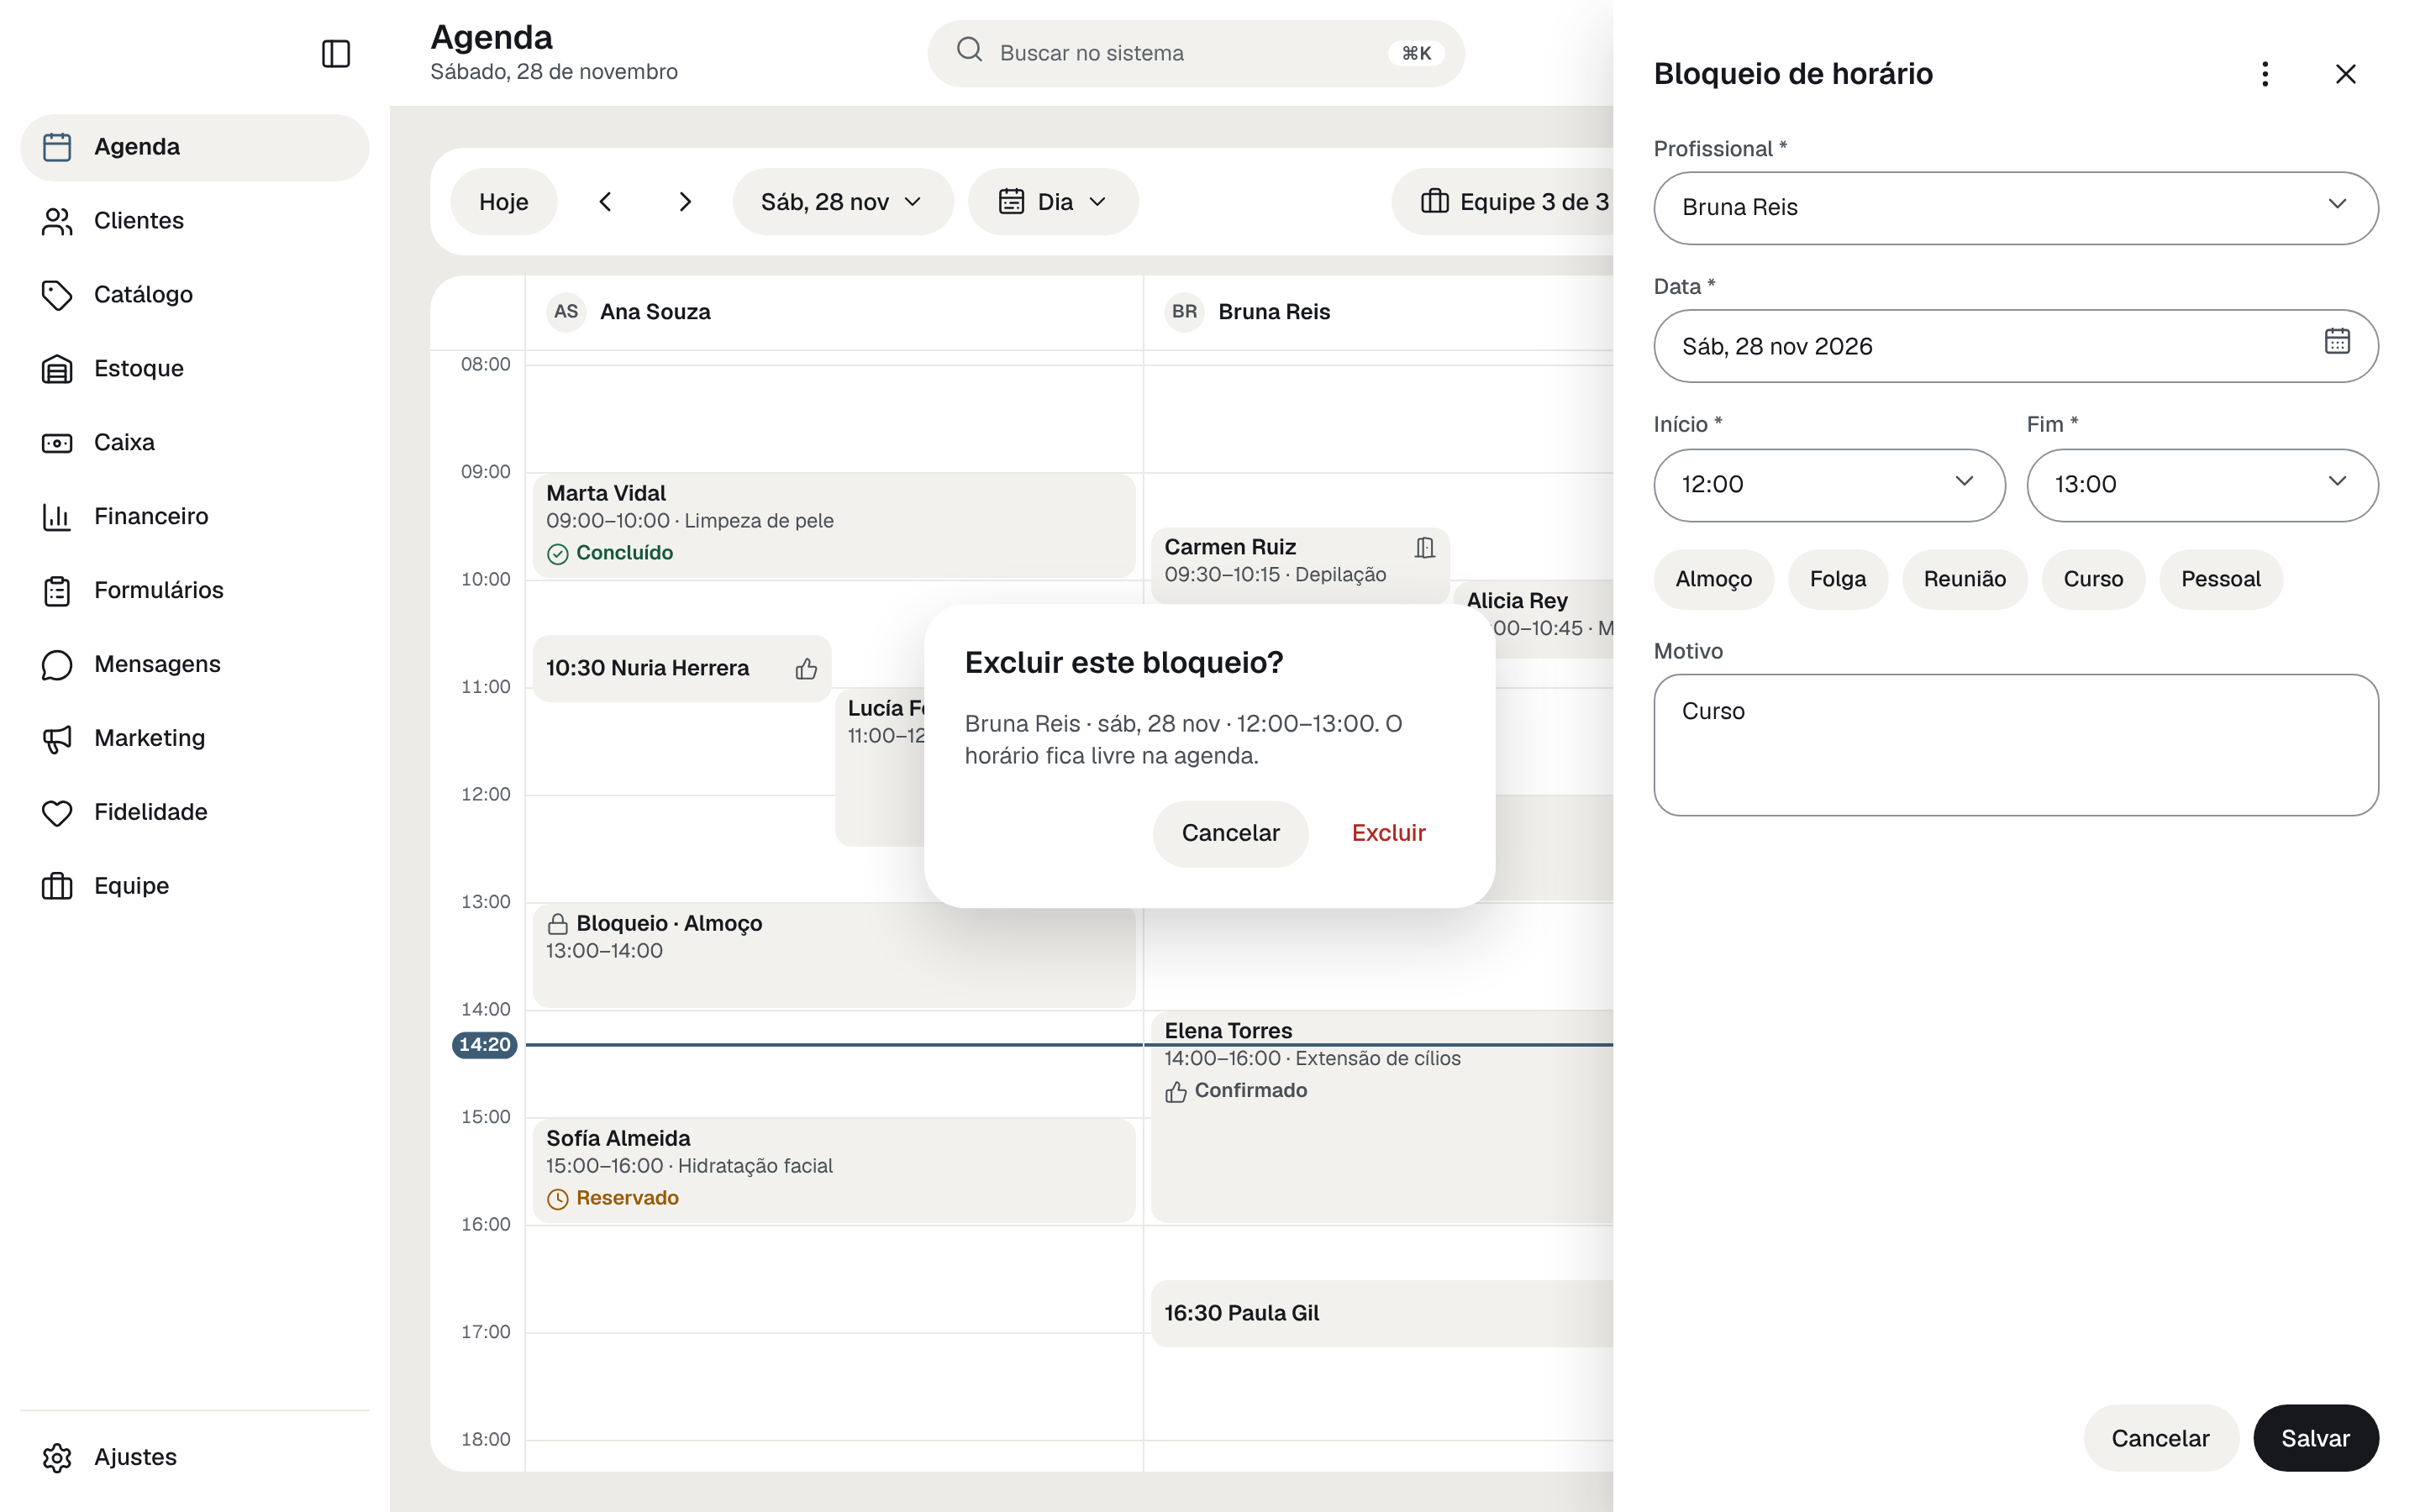 Agenda
Sábado, 28 de novembro
Buscar no sistema
⌘K
Agenda
Clientes
Catálogo
Estoque
Caixa
Financeiro
Formulários
Mensagens
Marketing
Fidelidade
Equipe
Ajustes
Hoje
Sáb, 28 nov
Dia
Equipe 3 de 3
AS Ana Souza
BR Bruna Reis
08:00
09:00
10:00
11:00
12:00
13:00
14:00
14:20
15:00
16:00
17:00
18:00
Marta Vidal
09:00–10:00 · Limpeza de pele
Concluído
10:30 Nuria Herrera
Lucía
11:00–12
Bloqueio · Almoço
13:00–14:00
Sofía Almeida
15:00–16:00 · Hidratação facial
Reservado
Carmen Ruiz
09:30–10:15 · Depilação
Alicia Rey
:00–10:45 · M
Elena Torres
14:00–16:00 · Extensão de cílios
Confirmado
16:30 Paula Gil
Excluir este bloqueio?
Bruna Reis · sáb, 28 nov · 12:00–13:00. O
horário fica livre na agenda.
Cancelar
Excluir
Bloqueio de horário
Profissional *
Bruna Reis
Data *
Sáb, 28 nov 2026
Início *
Fim *
12:00
13:00
Almoço
Folga
Reunião
Curso
Pessoal
Motivo
Curso
Cancelar
Salvar